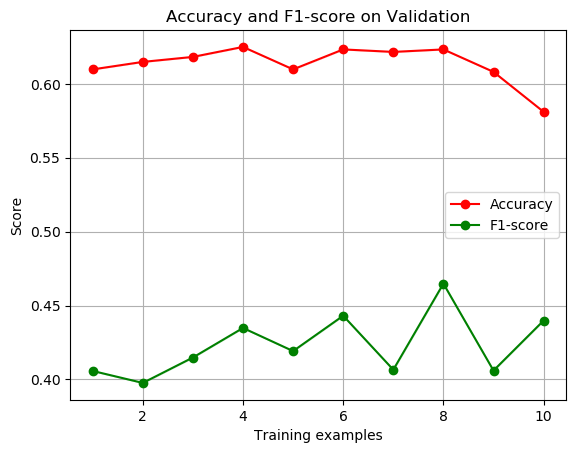 Accuracy and F1-score on Validation
Score
0.60
0.55
0.50
0.45
0.40
Accuracy
F1-score
2 4 6 8 10
Training examples